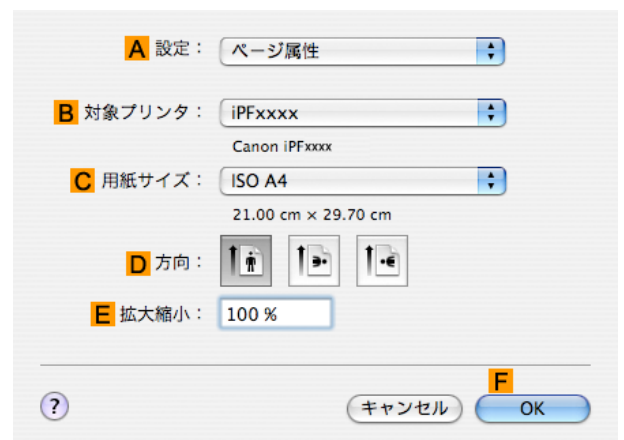 A 設定： ページ属性
B 対象プリンタ： iPFxxxx
Canon iPFxxxx
C 用紙サイズ： ISO A4
21.00 cm × 29.70 cm
D 方向：
E 拡大縮小： 100 %
F
? キャンセル OK